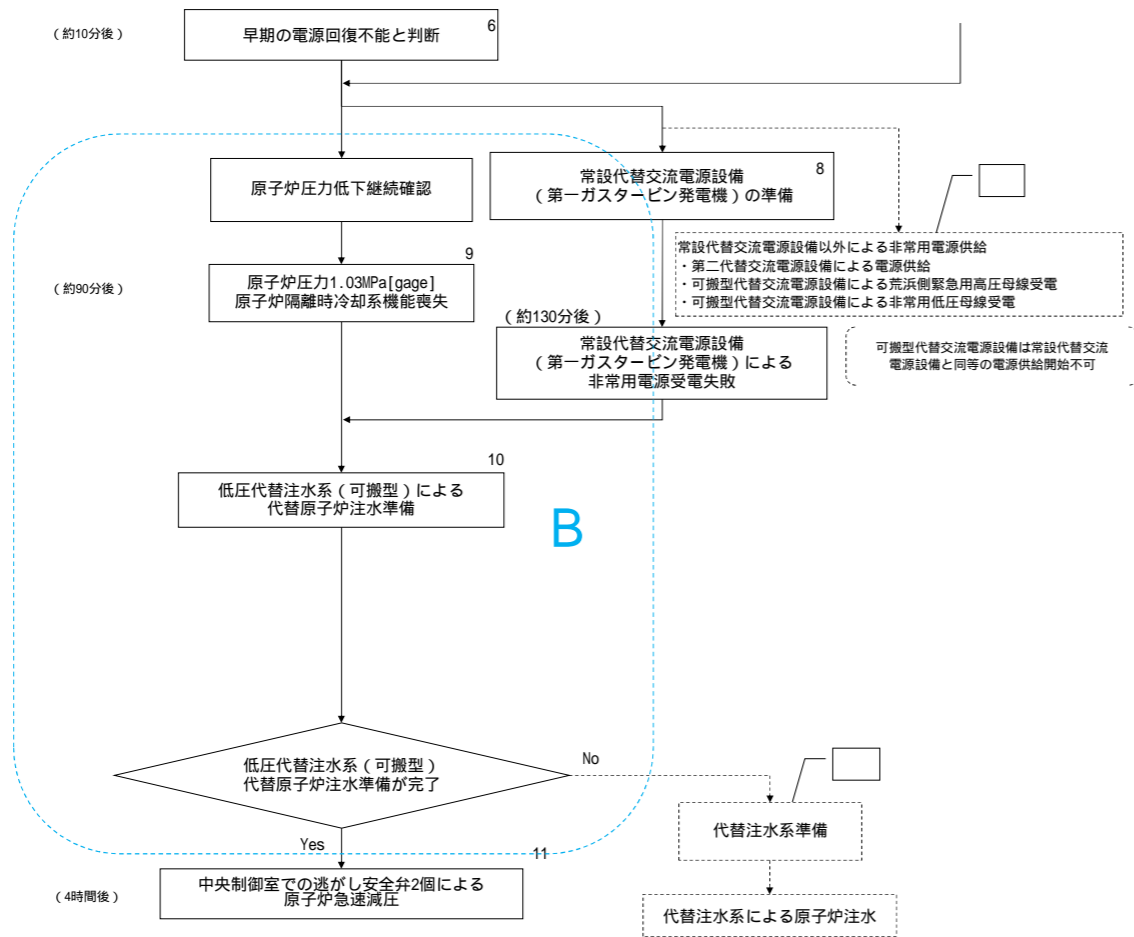 (約10分後)
早期の電源回復不能と判断
6
原子炉圧力低下継続確認
常設代替交流電源設備
(第一ガスタービン発電機)の準備
8
常設代替交流電源設備以外による非常用電源供給
・第二代替交流電源設備による電源供給
・可搬型代替交流電源設備による荒浜側緊急用高圧母線受電
・可搬型代替交流電源設備による非常用低圧母線受電
(約90分後)
9
原子炉圧力1.03MPa[gage]
原子炉隔離時冷却系機能喪失
(約130分後)
常設代替交流電源設備
(第一ガスタービン発電機)による
非常用電源受電失敗
可搬型代替交流電源設備は常設代替交流
電源設備と同等の電源供給開始不可
10
低圧代替注水系(可搬型)による
代替原子炉注水準備
B
低圧代替注水系(可搬型)
代替原子炉注水準備が完了
No
代替注水系準備
Yes
11
(4時間後)
中央制御室での逃がし安全弁2個による
原子炉急速減圧
代替注水系による原子炉注水